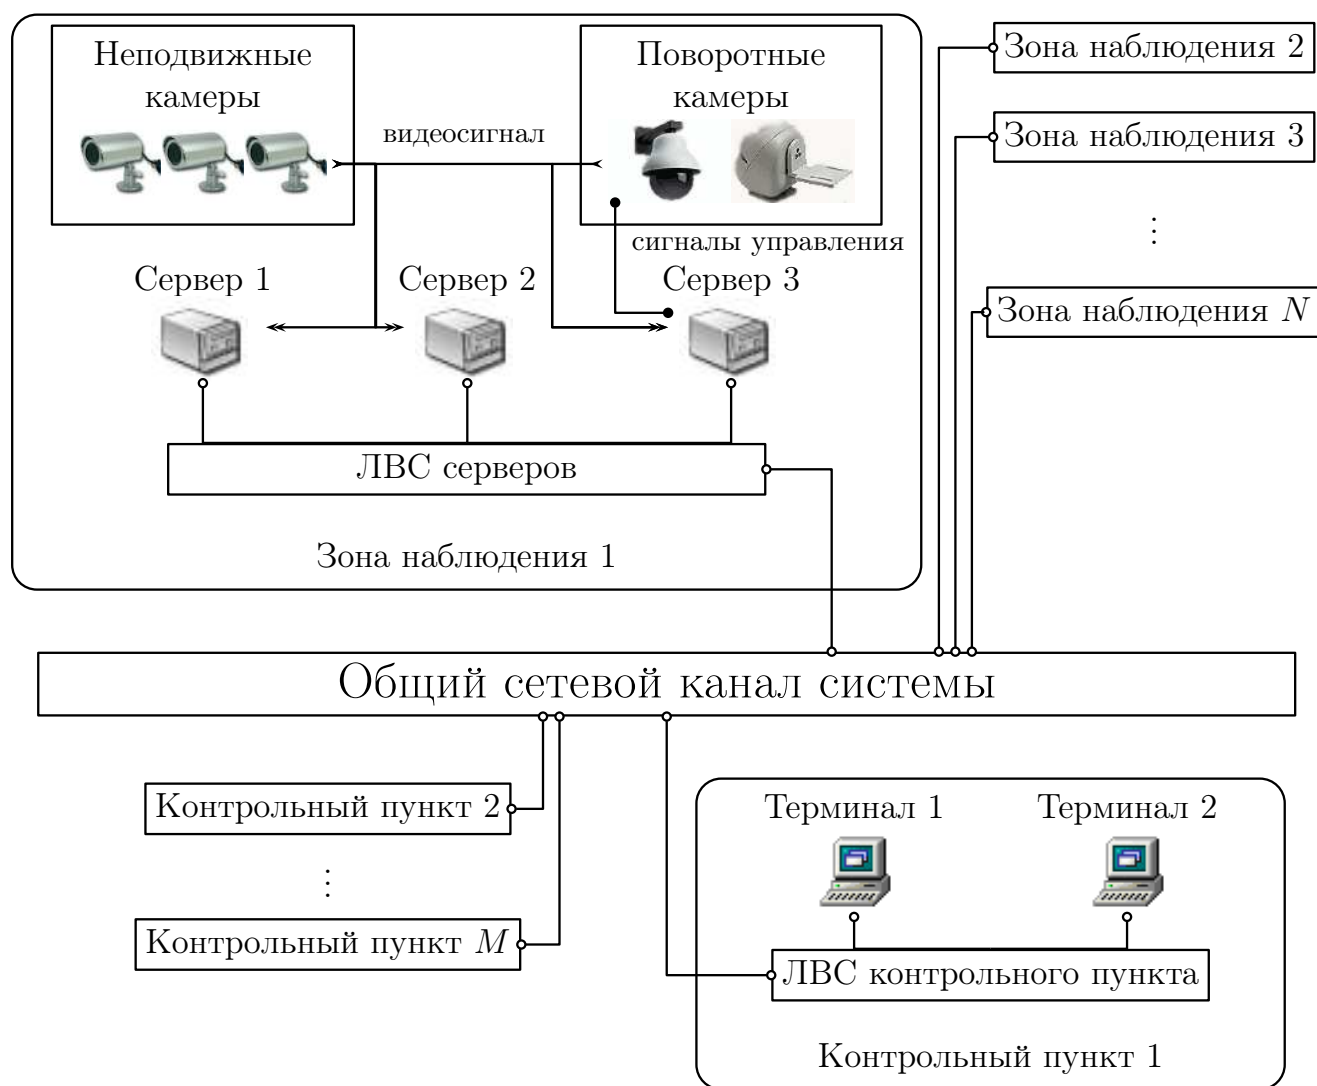 Неподвижные
камеры
Поворотные
камеры
видеосигнал
сигналы управления
Сервер 1
Сервер 2
Сервер 3
ЛВС серверов
Зона наблюдения 1
Зона наблюдения 2
Зона наблюдения 3
⋮
Зона наблюдения N
Общий сетевой канал системы
Контрольный пункт 2
⋮
Контрольный пункт M
Терминал 1
Терминал 2
ЛВС контрольного пункта
Контрольный пункт 1